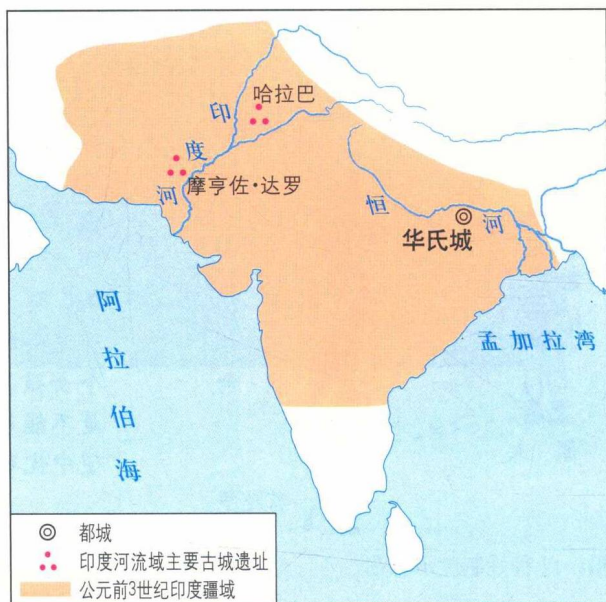 哈拉巴
印度河
摩亨佐·达罗
恒河
华氏城
阿拉伯海
孟加拉湾
都城
印度河流域主要古城遗址
公元前3世纪印度疆域